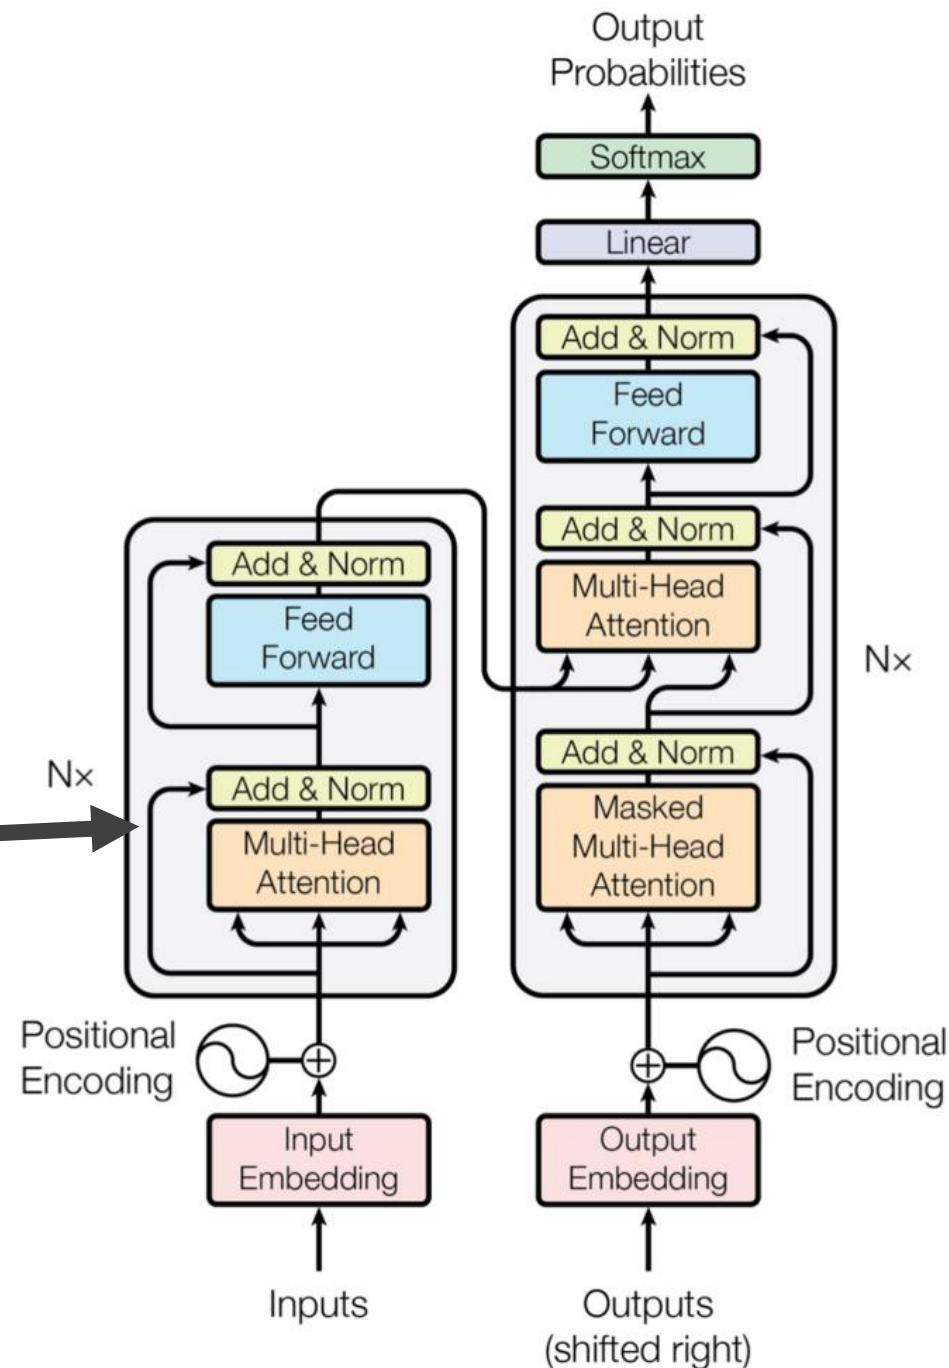 Output
Probabilities
Softmax
Linear
Add & Norm
Feed
Forward
Add & Norm
Multi-Head
Attention
Nx
Add & Norm
Masked
Multi-Head
Attention
Add & Norm
Feed
Forward
Nx
Add & Norm
Multi-Head
Attention
Positional
Encoding
Positional
Encoding
Input
Embedding
Output
Embedding
Inputs
Outputs
(shifted right)